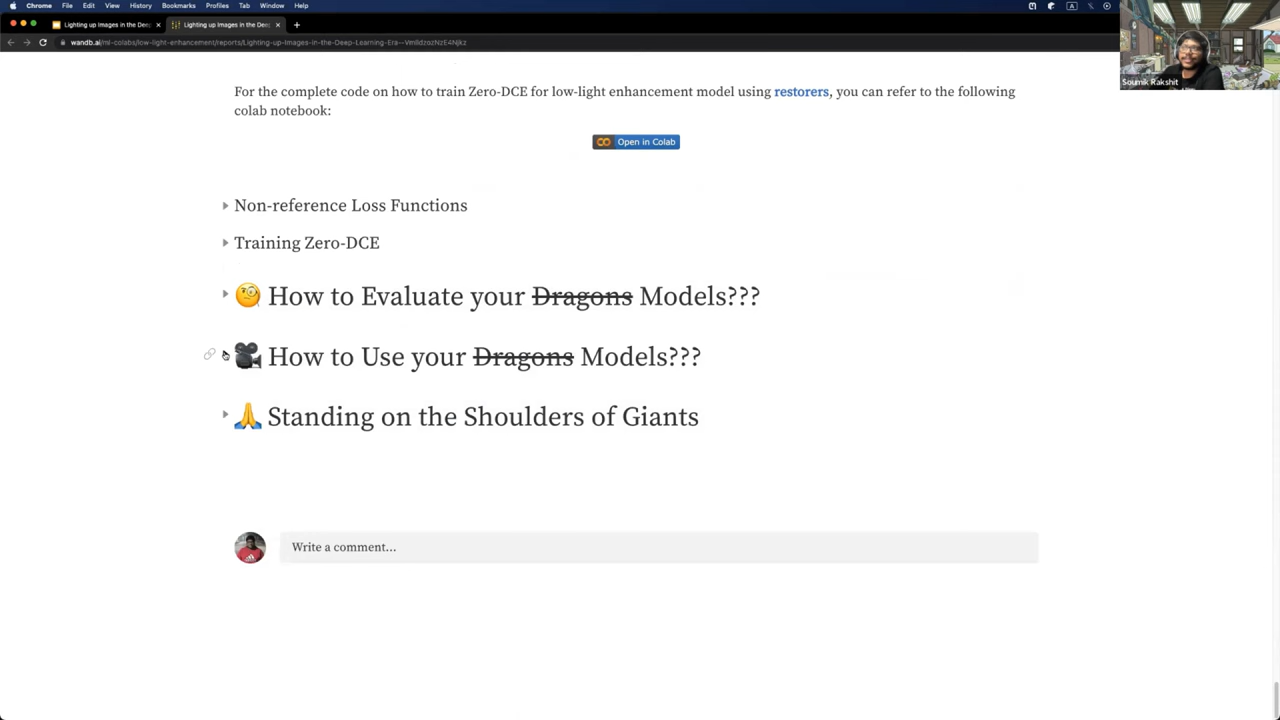 Chrome File Edit View History Bookmarks Profiles Tab Window Help
Lighting up Images in the Deep
Lighting up Images in the Deep
wandb.ai/ml-colabs/low-light-enhancement/reports/Lighting-up-Images-in-the-Deep-Learning-Era--VmlldzozNzE4Njkz
Soumik Rakshit
For the complete code on how to train Zero-DCE for low-light enhancement model using restorers, you can refer to the following
colab notebook:
Open in Colab
Non-reference Loss Functions
Training Zero-DCE
How to Evaluate your Dragons Models???
How to Use your Dragons Models???
Standing on the Shoulders of Giants
Write a comment...